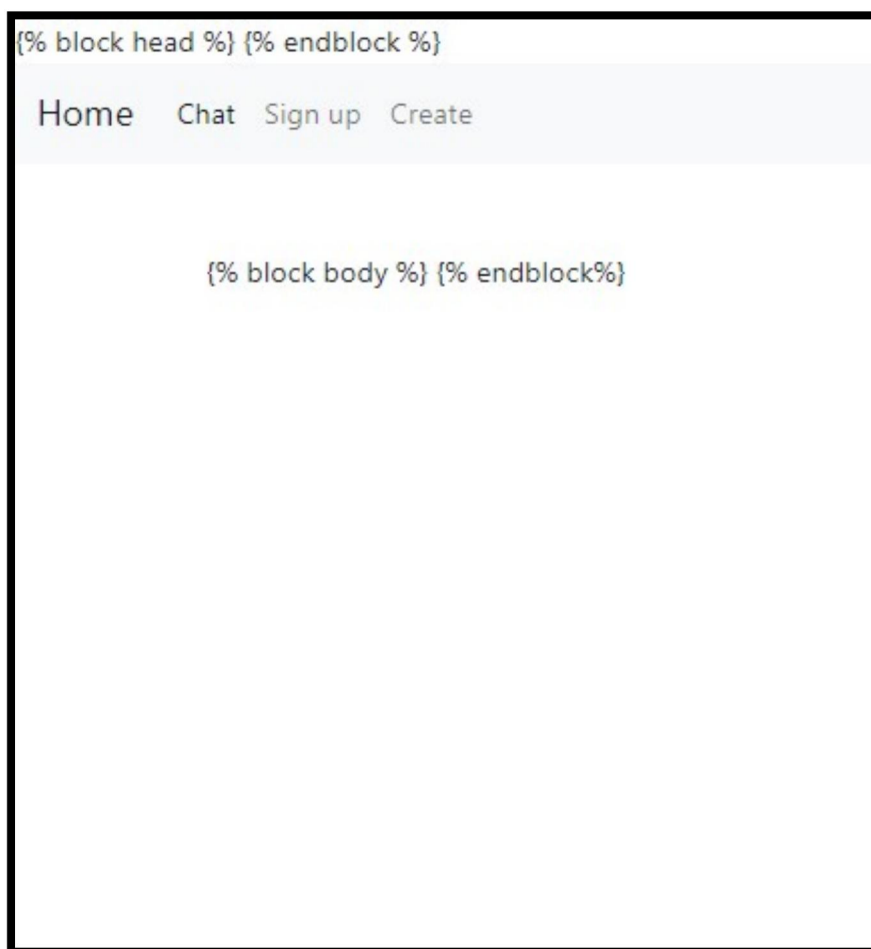 {% block head %} {% endblock %}
Home Chat Sign up Create
{% block body %} {% endblock%}